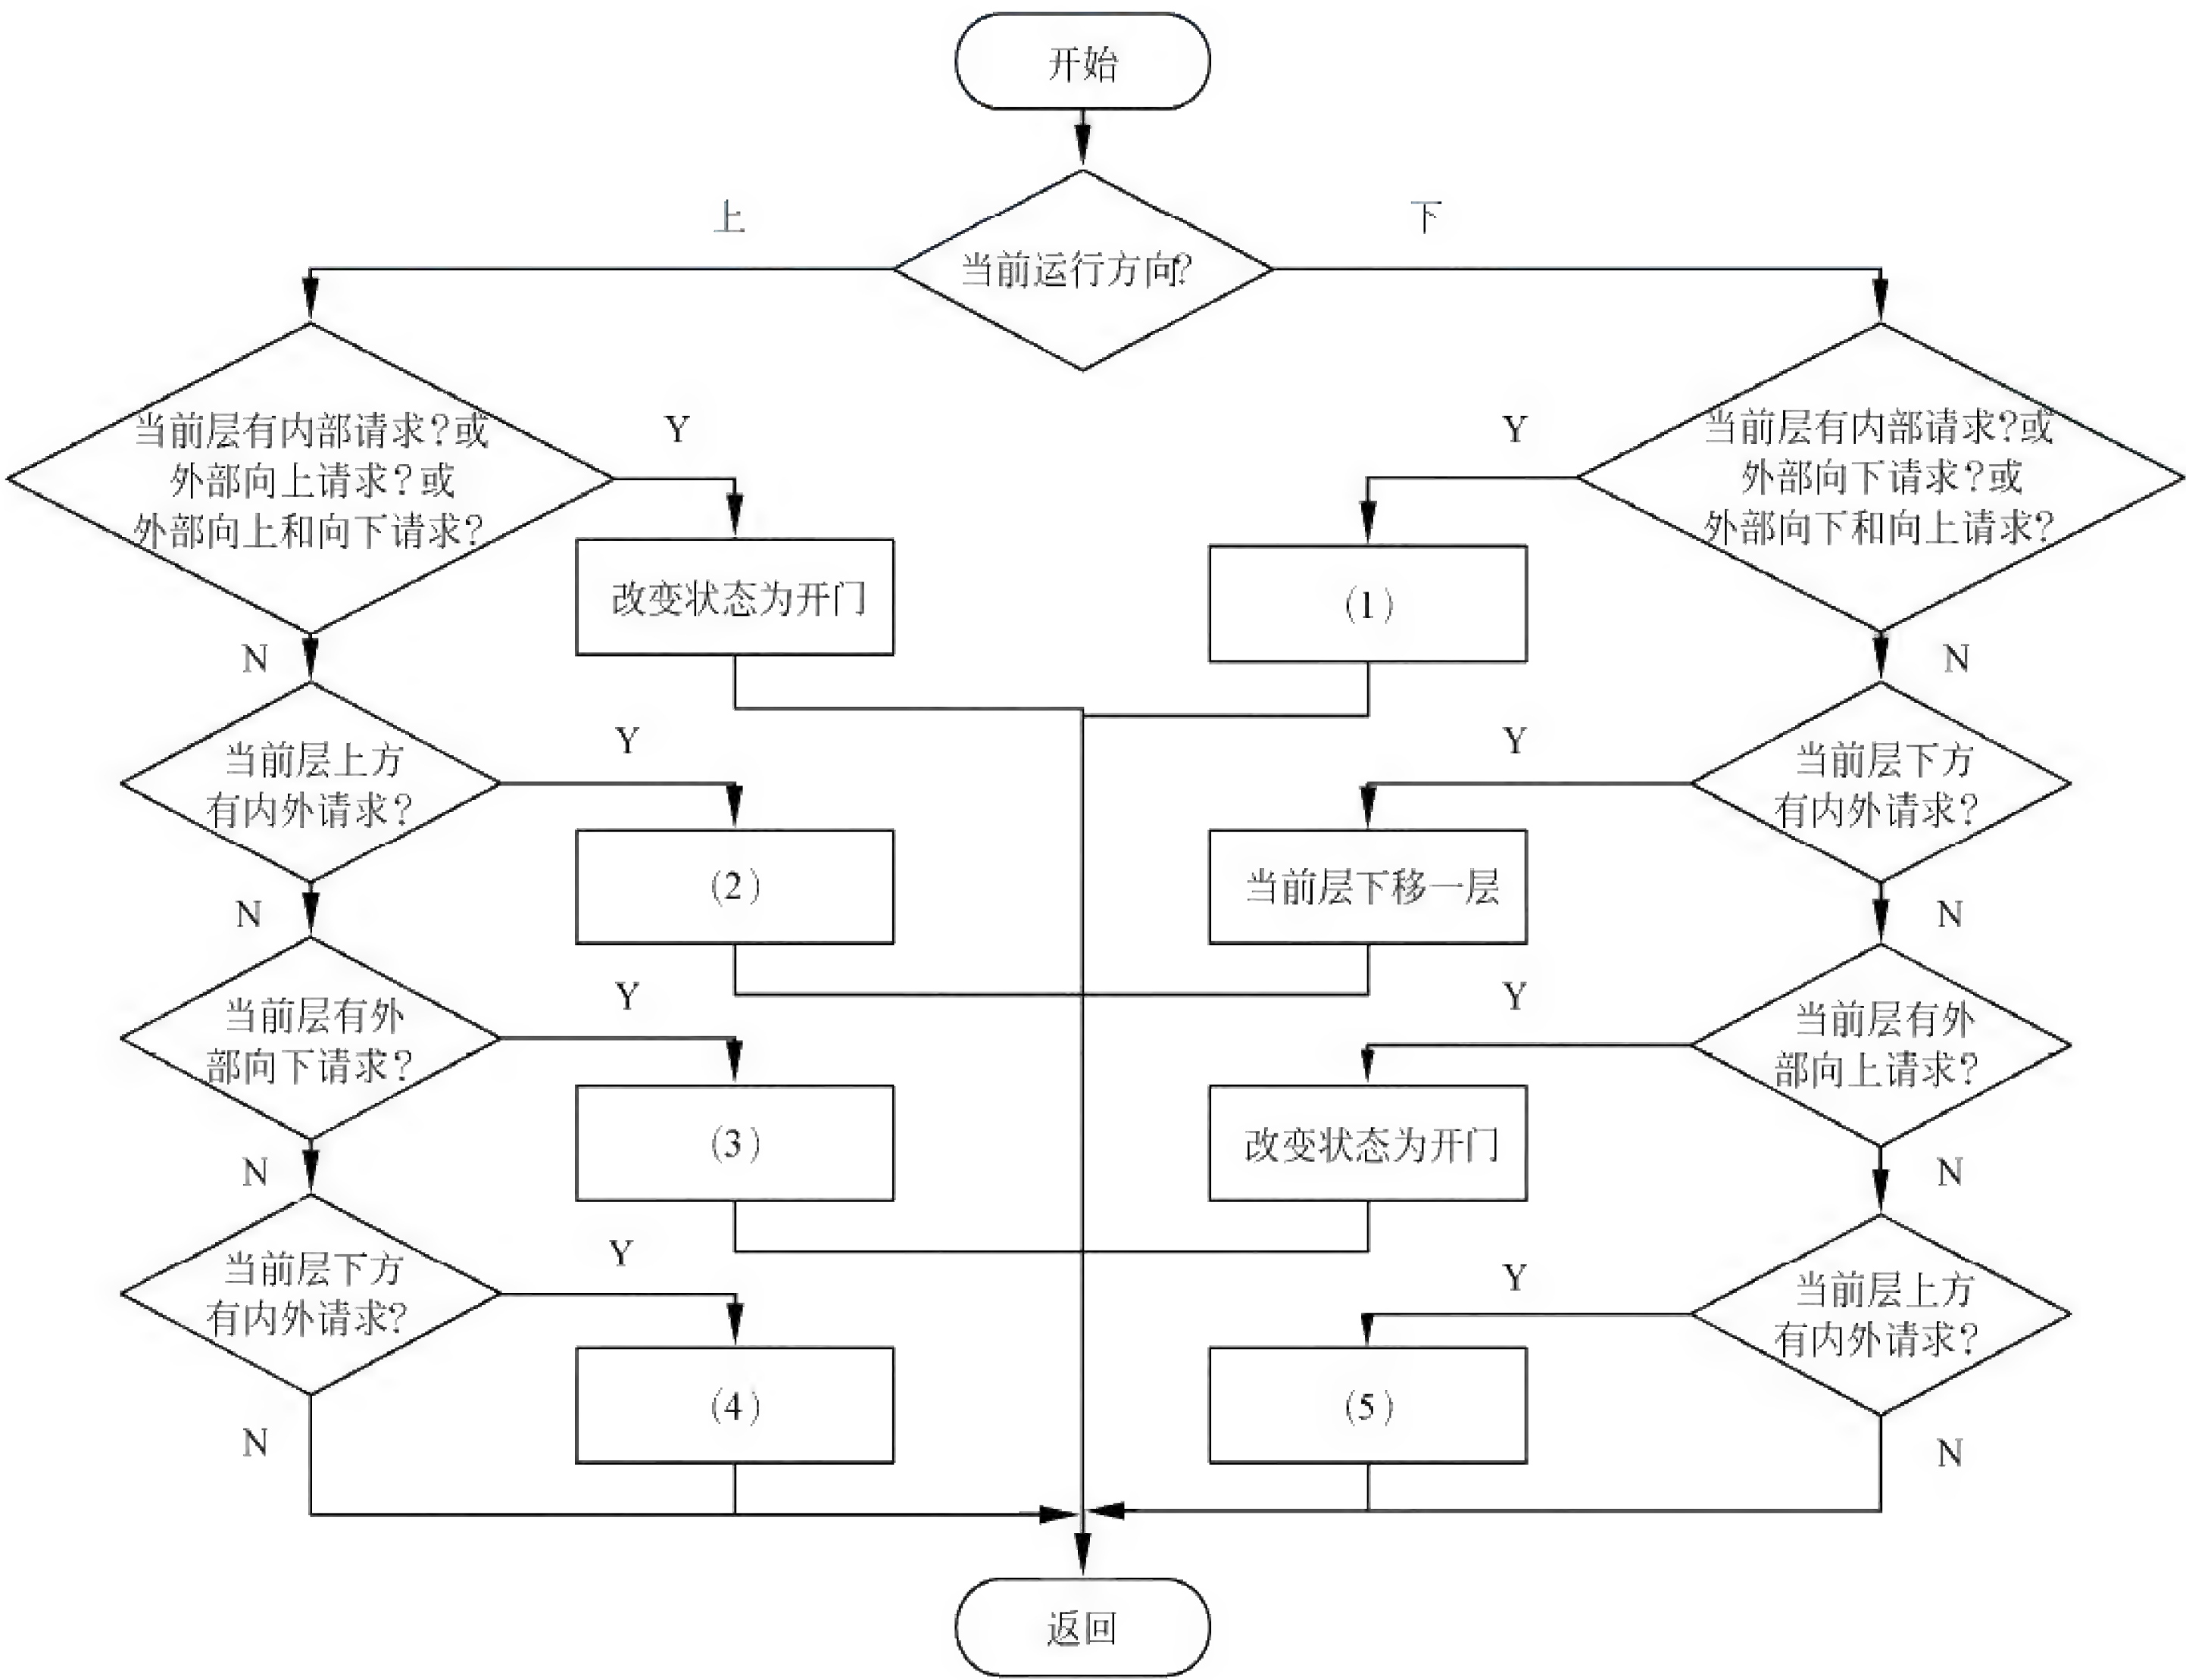 开始
上
下
当前运行方向?
当前层有内部请求?或
外部向上请求?或
外部向上和向下请求?
Y
Y
当前层有内部请求?或
外部向下请求?或
外部向下和向上请求?
改变状态为开门
(1)
N
N
当前层上方
有内外请求?
Y
Y
当前层下方
有内外请求?
(2)
当前层下移一层
N
N
当前层有外
部向下请求?
Y
Y
当前层有外
部向上请求?
(3)
改变状态为开门
N
N
当前层下方
有内外请求?
Y
Y
当前层上方
有内外请求?
(4)
(5)
N
N
返回